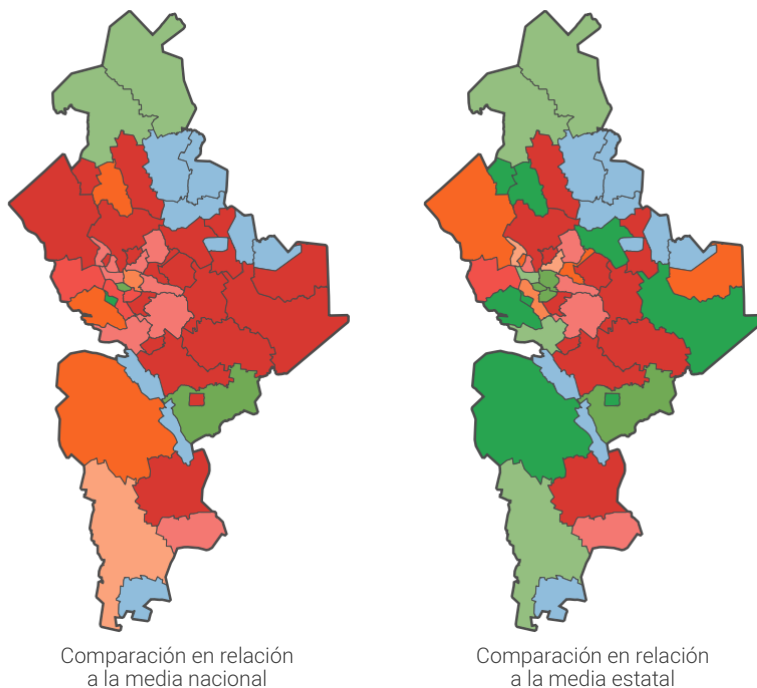 Comparación en relación
a la media nacional
Comparación en relación
a la media estatal